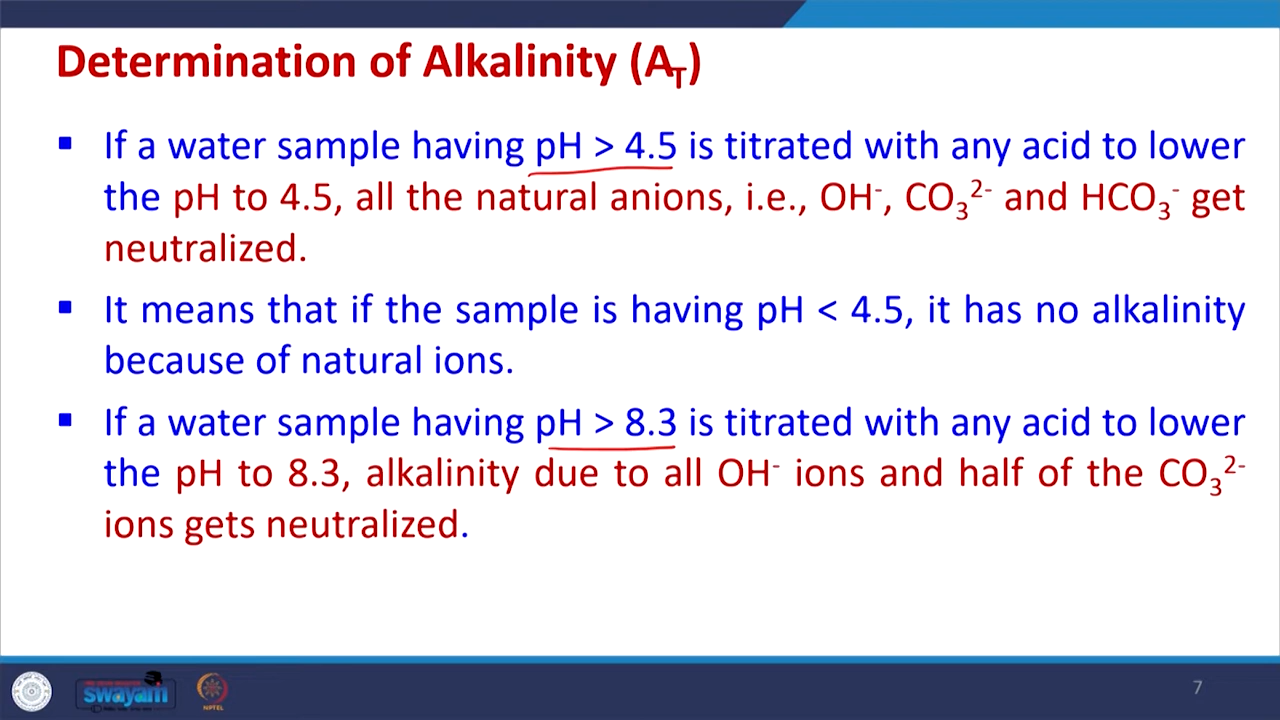 Determination of Alkalinity (A_T)
▪ If a water sample having pH > 4.5 is titrated with any acid to lower
the pH to 4.5, all the natural anions, i.e., OH⁻, CO₃²⁻ and HCO₃⁻ get
neutralized.
▪ It means that if the sample is having pH < 4.5, it has no alkalinity
because of natural ions.
▪ If a water sample having pH > 8.3 is titrated with any acid to lower
the pH to 8.3, alkalinity due to all OH⁻ ions and half of the CO₃²⁻
ions gets neutralized.
swayam
NPTEL
7